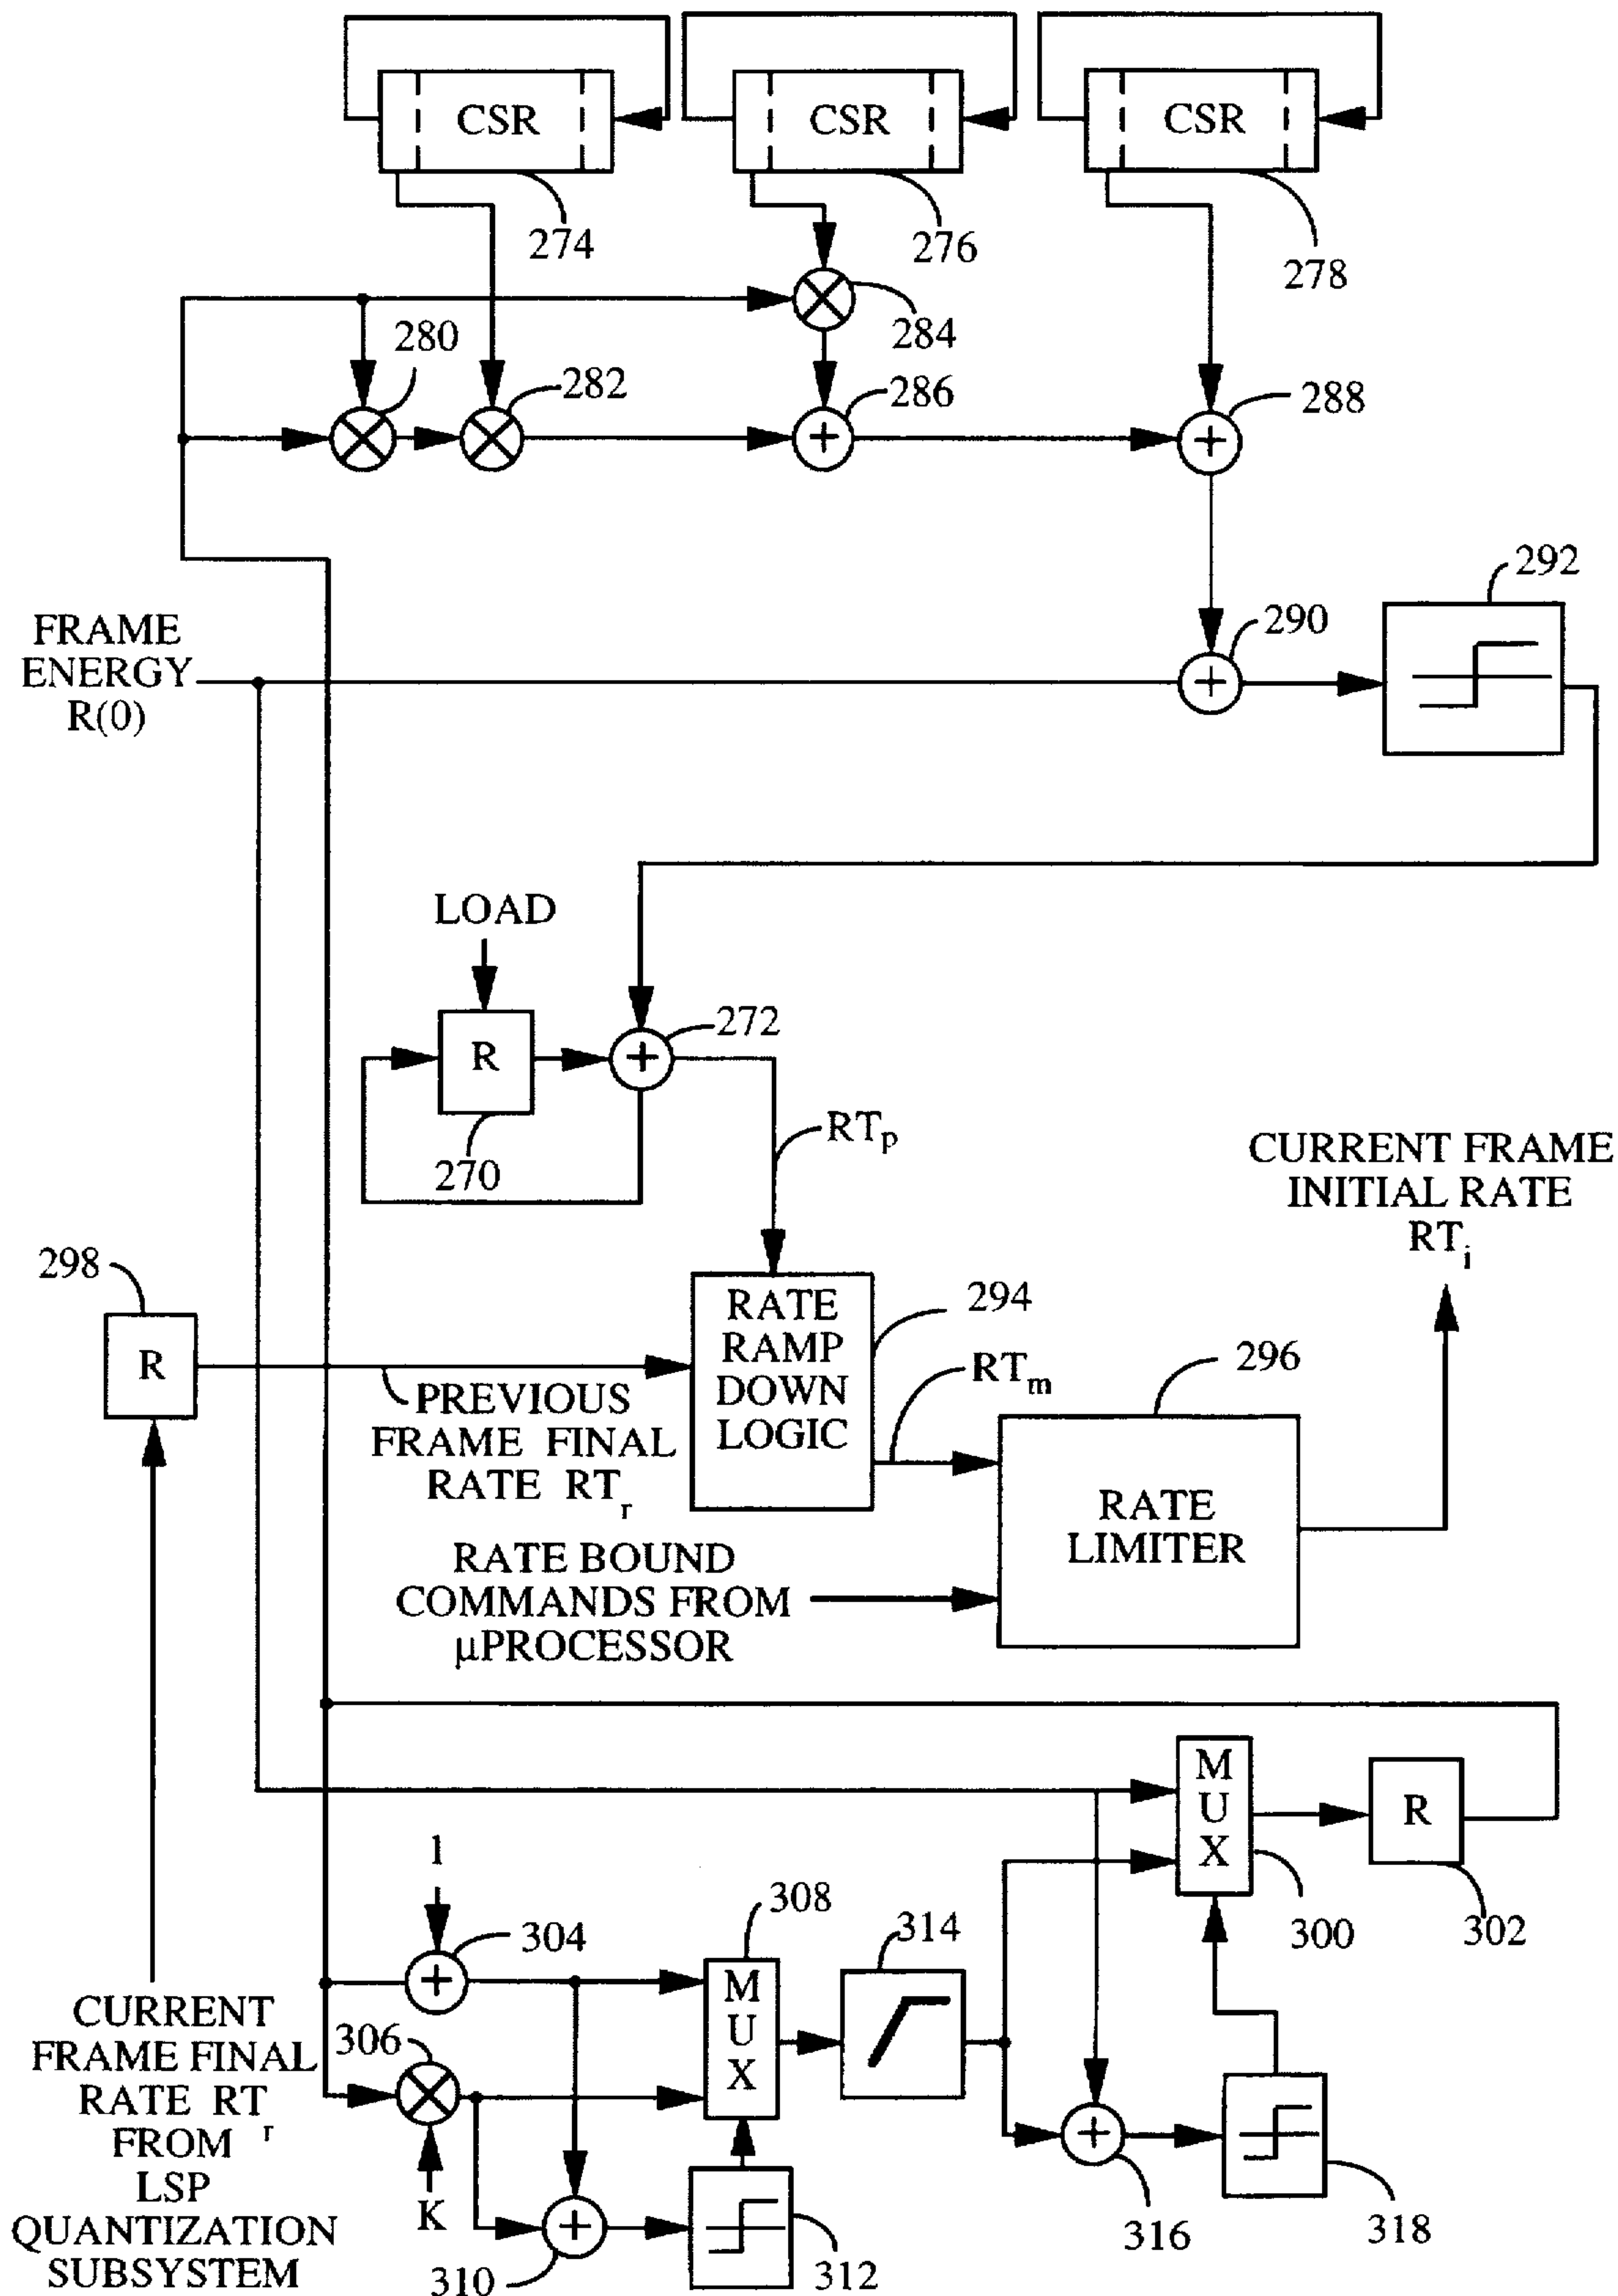 CSR
CSR
CSR
274
276
278
280
282
284
286
288
+
+
292
FRAME
ENERGY
R(0)
290
+
LOAD
R
+
272
270
RTp
CURRENT FRAME
INITIAL RATE
RTi
298
R
RATE
RAMP
DOWN
LOGIC
294
RTm
296
PREVIOUS
FRAME FINAL
RATE RTr
RATE
LIMITER
RATE BOUND
COMMANDS FROM
μPROCESSOR
MUX
R
300
302
1
304
+
308
MUX
314
306
K
+
310
312
+
316
318
CURRENT
FRAME FINAL
RATE RTr
FROM
LSP
QUANTIZATION
SUBSYSTEM